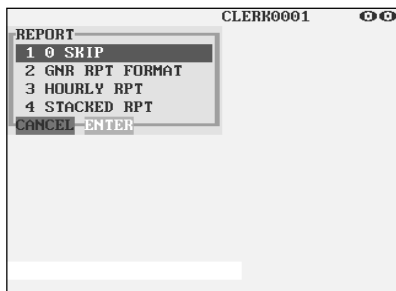 CLERK0001
REPORT
1 0 SKIP
2 GNR RPT FORMAT
3 HOURLY RPT
4 STACKED RPT
CANCEL ENTER